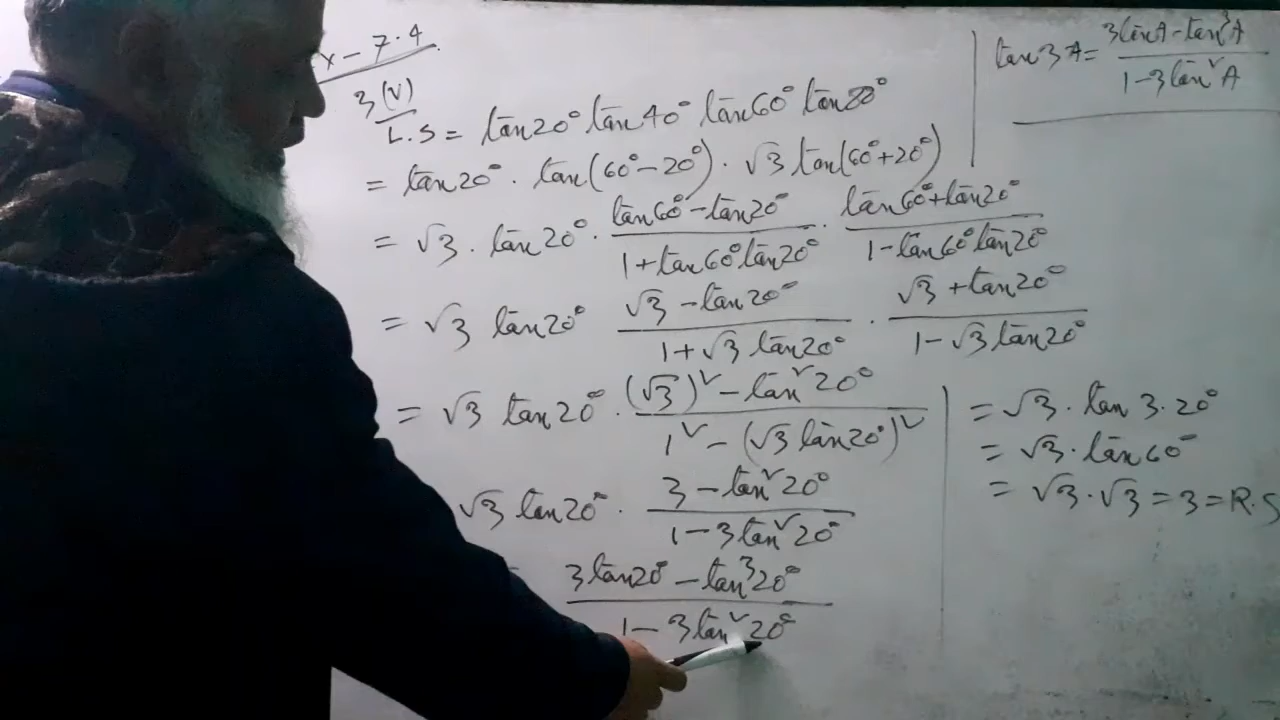 x - 7.4
3(V)
L.S = tan20° tan40° tan60° tan80°
= tan20° . tan(60°-20°) . √3 tan(60°+20°)
= √3 . tan20° . (tan60°-tan20°)/(1+tan60° tan20°) . (tan60°+tan20°)/(1-tan60° tan20°)
= √3 tan20° (√3-tan20°)/(1+√3 tan20°) . (√3+tan20°)/(1-√3 tan20°)
= √3 tan20° . ((√3)²-tan²20°)/(1²-(√3 tan20°)²)
√3 tan20° . (3-tan²20°)/(1-3tan²20°)
(3tan20°-tan³20°)/(1-3tan²20°)
tan3A = (3tanA-tan³A)/(1-3tan²A)
= √3 . tan 3.20°
= √3 . tan60°
= √3 . √3 = 3 = R.S